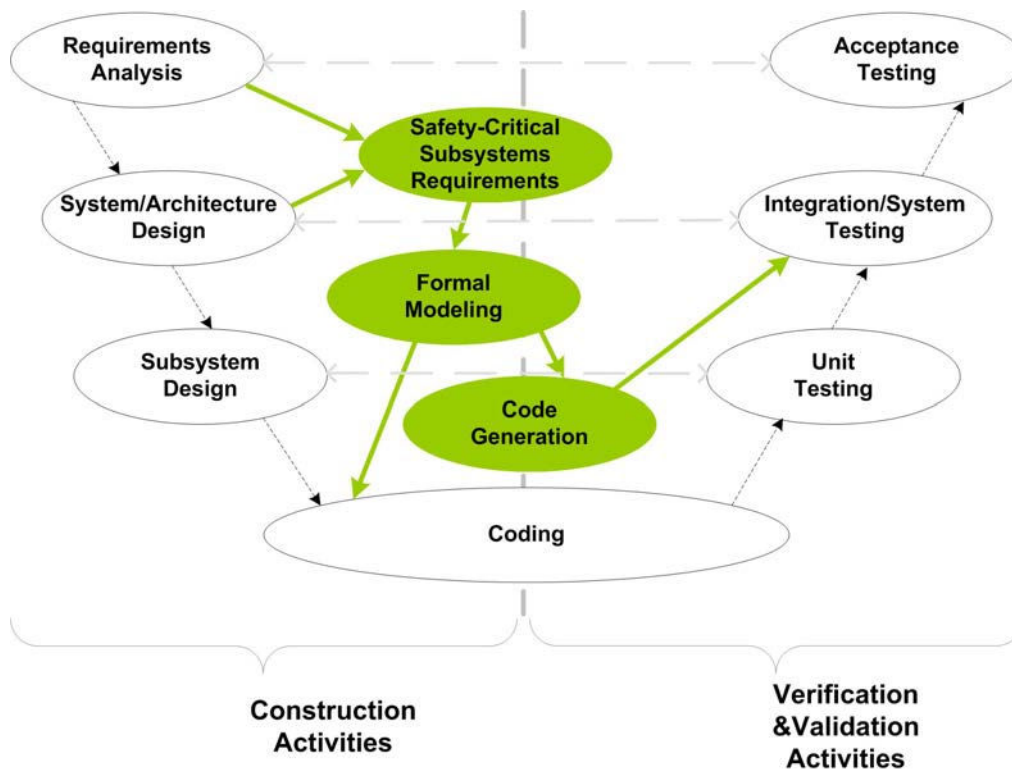 Requirements
Analysis
Acceptance
Testing
Safety-Critical
Subsystems
Requirements
System/Architecture
Design
Integration/System
Testing
Formal
Modeling
Subsystem
Design
Unit
Testing
Code
Generation
Coding
Construction
Activities
Verification
&Validation
Activities